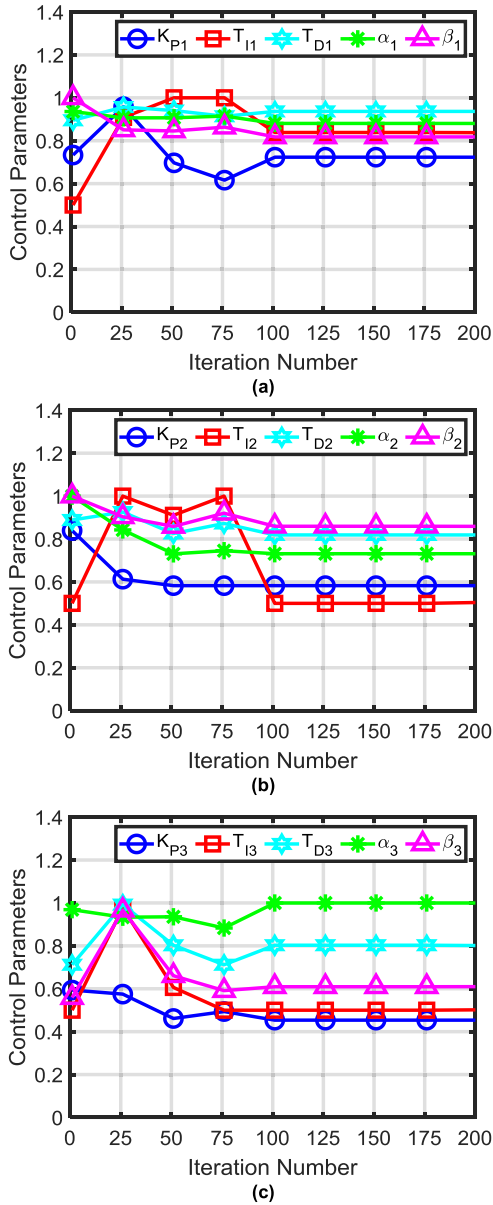 1.4
K_P1 T_I1 T_D1 α_1 β_1
1.2
1
0.8
0.6
0.4
0.2
0
Control Parameters
0 25 50 75 100 125 150 175 200
Iteration Number
(a)
1.4
K_P2 T_I2 T_D2 α_2 β_2
1.2
1
0.8
0.6
0.4
0.2
0
Control Parameters
0 25 50 75 100 125 150 175 200
Iteration Number
(b)
1.4
K_P3 T_I3 T_D3 α_3 β_3
1.2
1
0.8
0.6
0.4
0.2
0
Control Parameters
0 25 50 75 100 125 150 175 200
Iteration Number
(c)